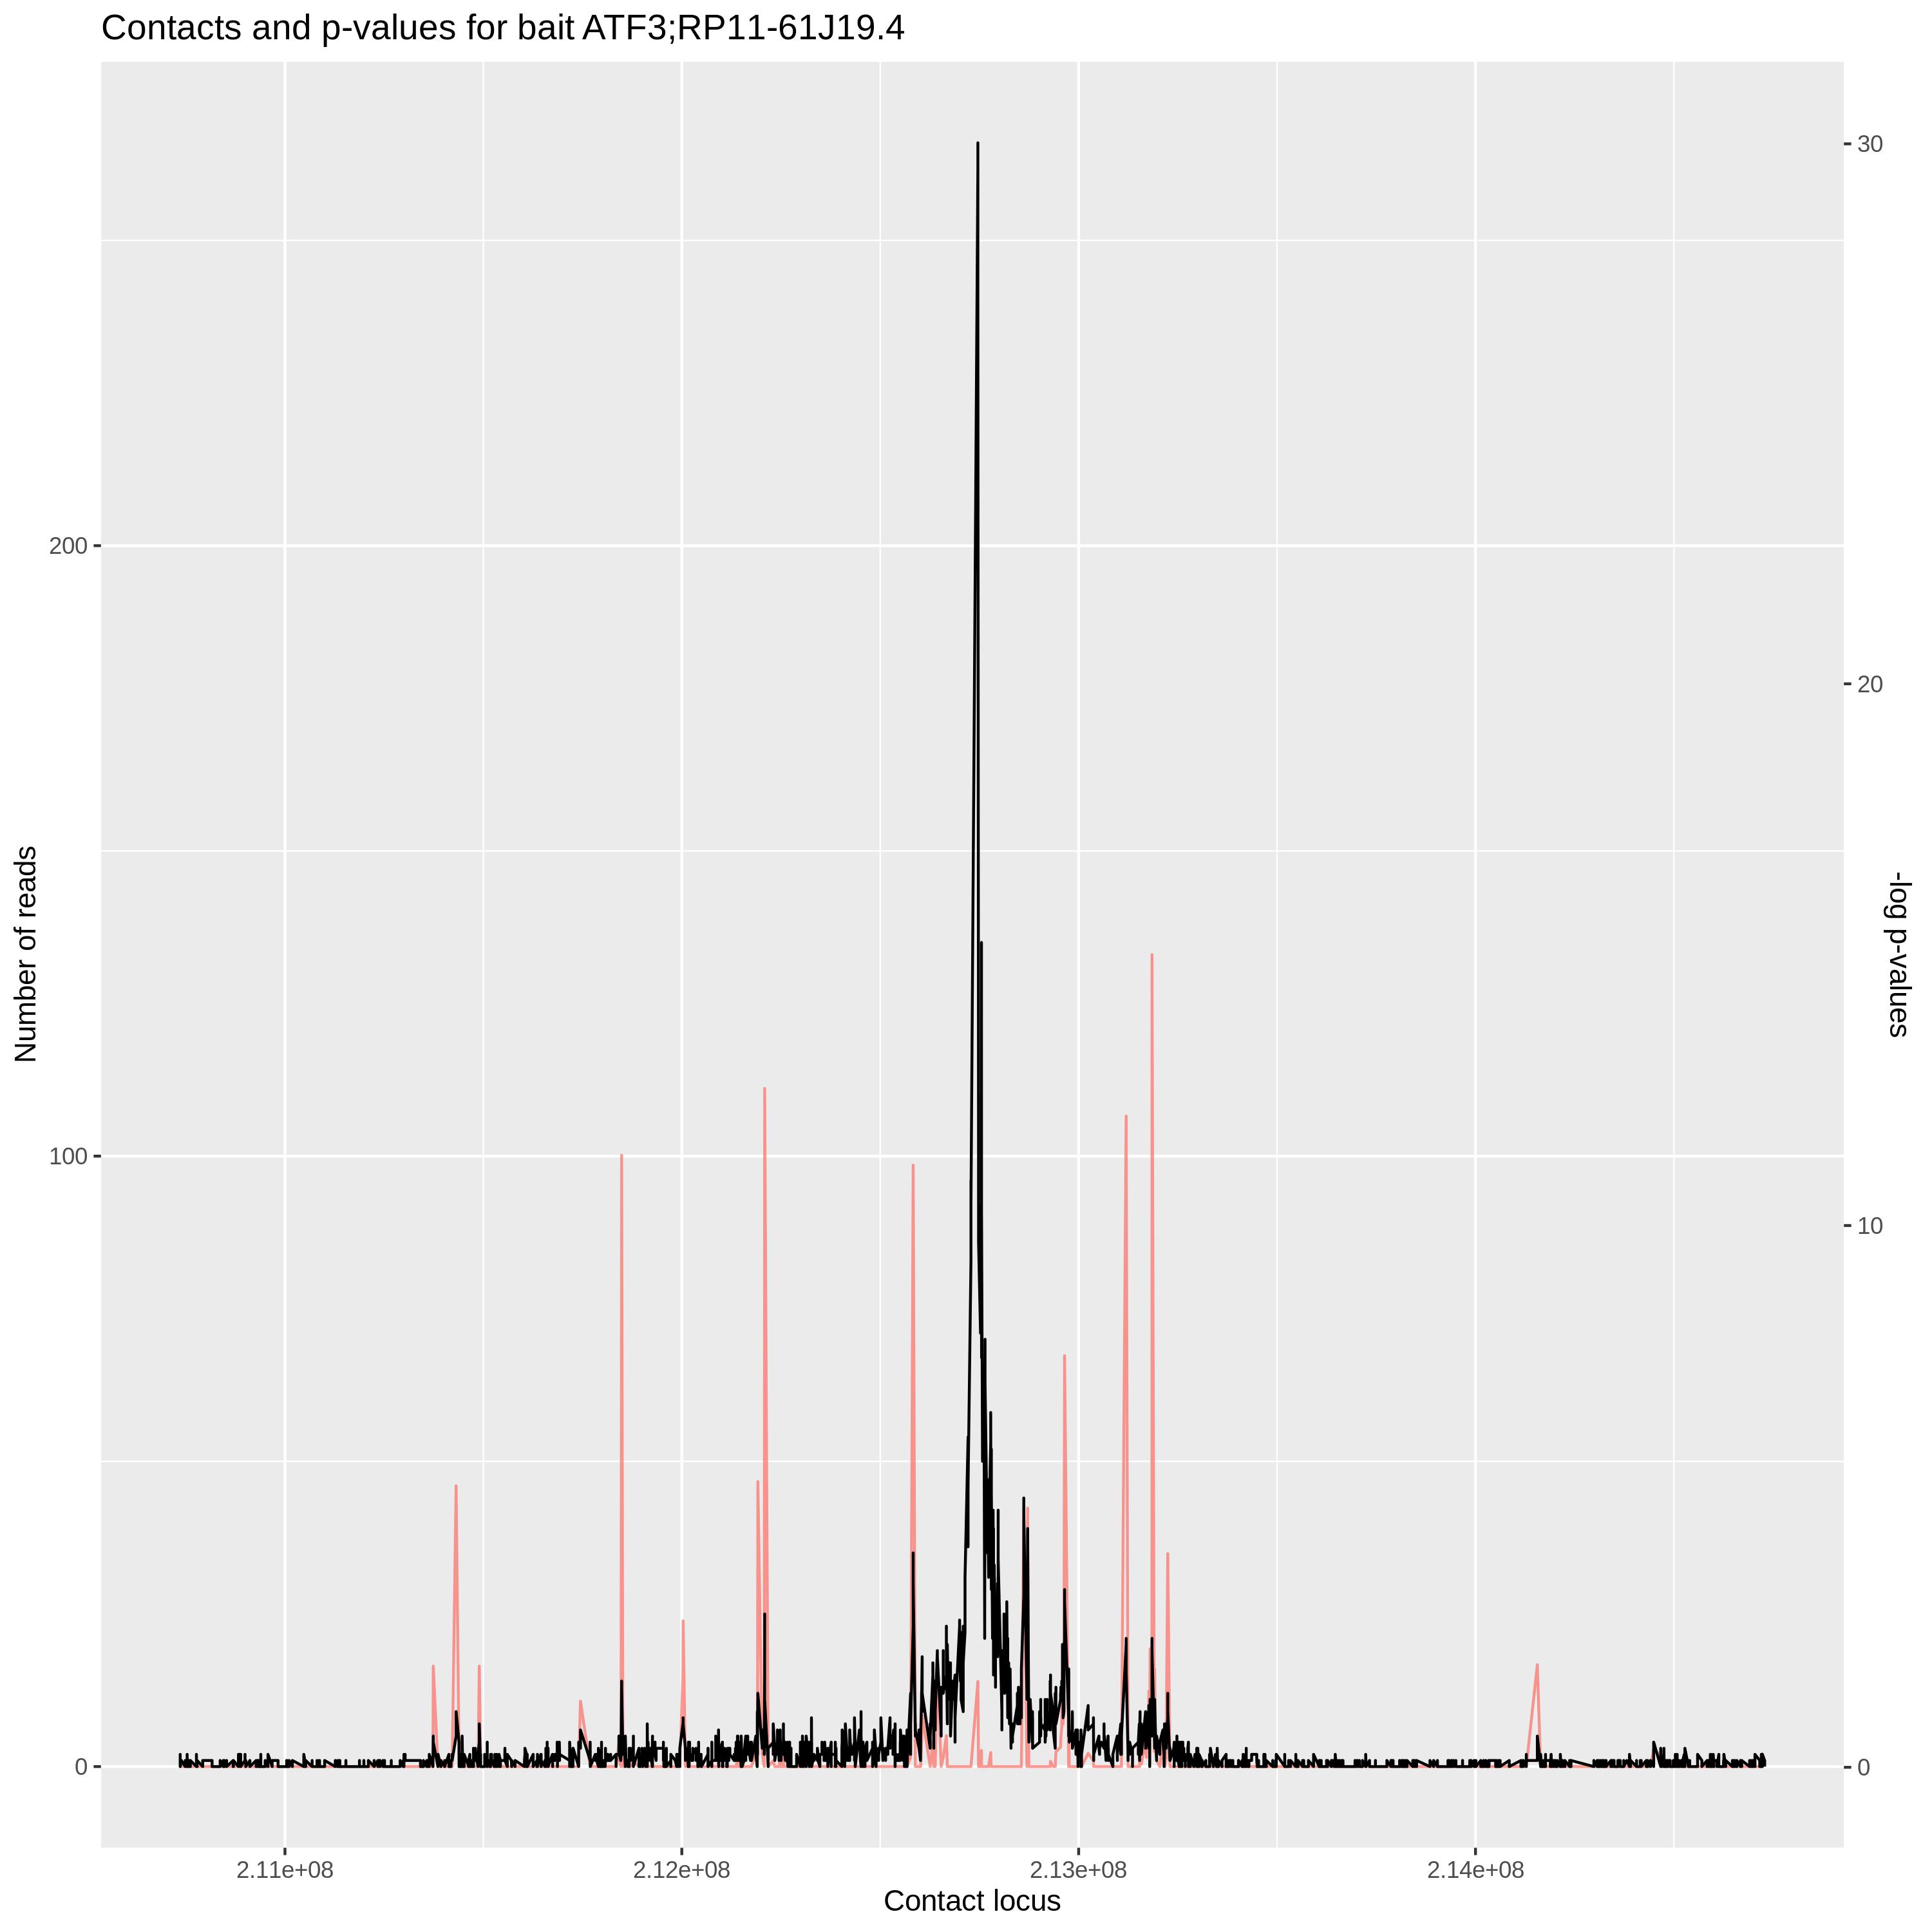 Contacts and p-values for bait ATF3;RP11-61J19.4
30
200
20
Number of reads
-log p-values
100
10
0
0
2.11e+08
2.12e+08
2.13e+08
2.14e+08
Contact locus